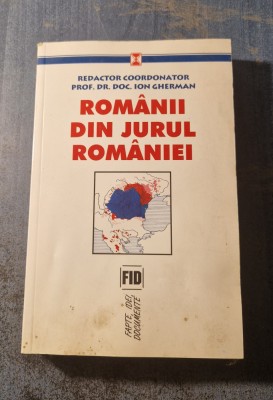 REDACTOR COORDONATOR
PROF. DR. DOC. ION GHERMAN
ROMÂNII
DIN JURUL
ROMÂNIEI
FID
FAPTE, IDEI,
DOCUMENTE